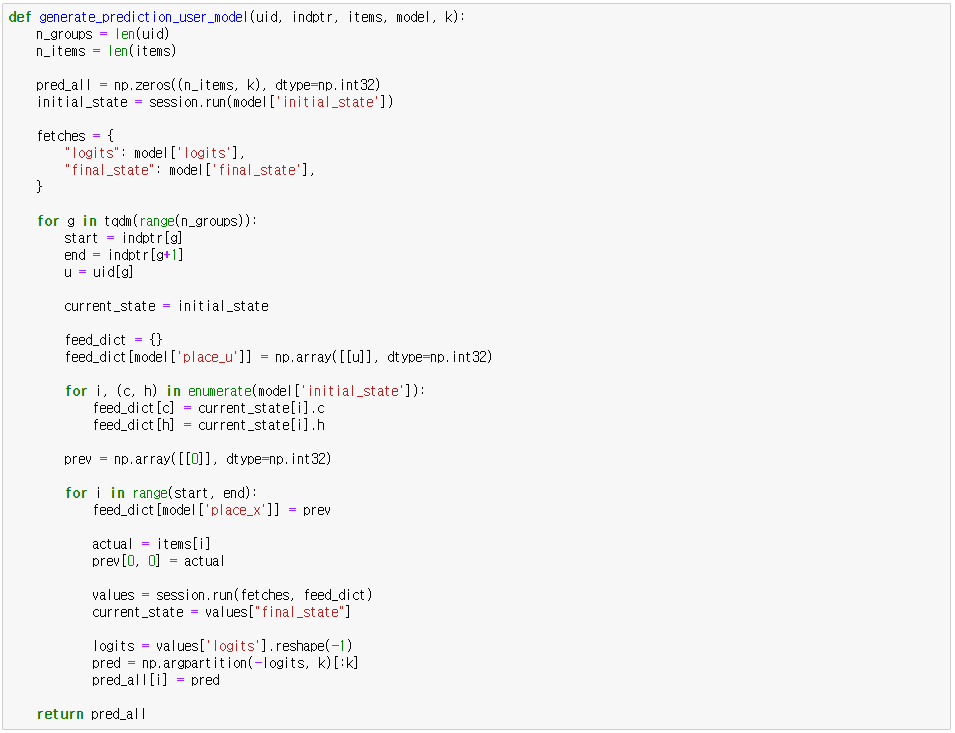 def generate_prediction_user_model(uid, indptr, items, model, k):
    n_groups = len(uid)
    n_items = len(items)

    pred_all = np.zeros((n_items, k), dtype=np.int32)
    initial_state = session.run(model['initial_state'])

    fetches = {
        "logits": model['logits'],
        "final_state": model['final_state'],
    }

    for g in tqdm(range(n_groups)):
        start = indptr[g]
        end = indptr[g+1]
        u = uid[g]

        current_state = initial_state

        feed_dict = {}
        feed_dict[model['place_u']] = np.array([[u]], dtype=np.int32)

        for i, (c, h) in enumerate(model['initial_state']):
            feed_dict[c] = current_state[i].c
            feed_dict[h] = current_state[i].h

        prev = np.array([[0]], dtype=np.int32)

        for i in range(start, end):
            feed_dict[model['place_x']] = prev

            actual = items[i]
            prev[0, 0] = actual

            values = session.run(fetches, feed_dict)
            current_state = values["final_state"]

            logits = values['logits'].reshape(-1)
            pred = np.argpartition(-logits, k)[:k]
            pred_all[i] = pred

    return pred_all